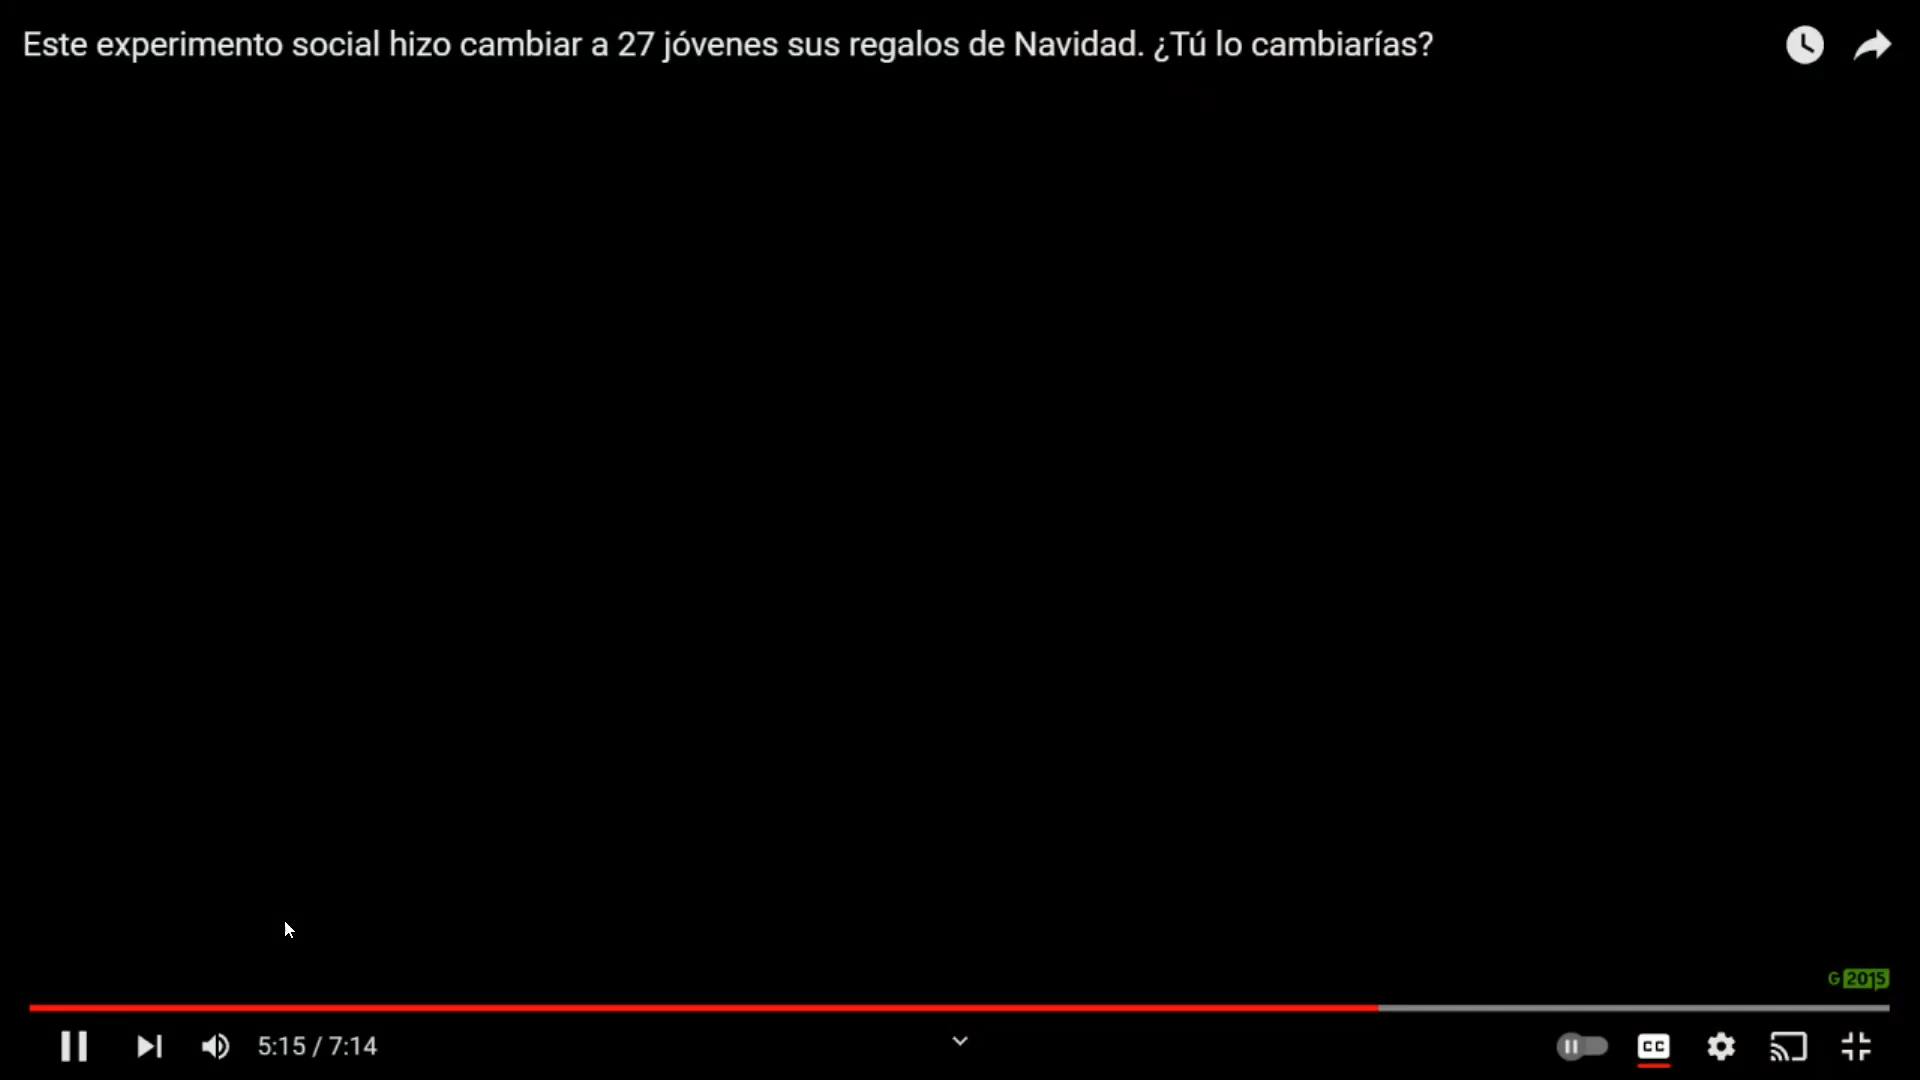 Este experimento social hizo cambiar a 27 jóvenes sus regalos de Navidad. ¿Tú lo cambiarías?
G 2015
5:15 / 7:14
CC